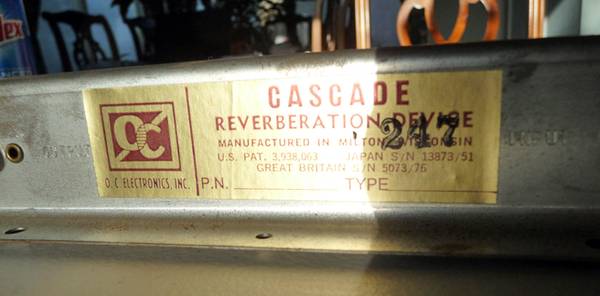 OC
O.C. ELECTRONICS, INC.
CASCADE
REVERBERATION DEVICE
247
MANUFACTURED IN MILTON, WISCONSIN
U.S. PAT. 3,938,063 JAPAN S/N 13873/51
GREAT BRITAIN S/N 5073/76
P.N. TYPE